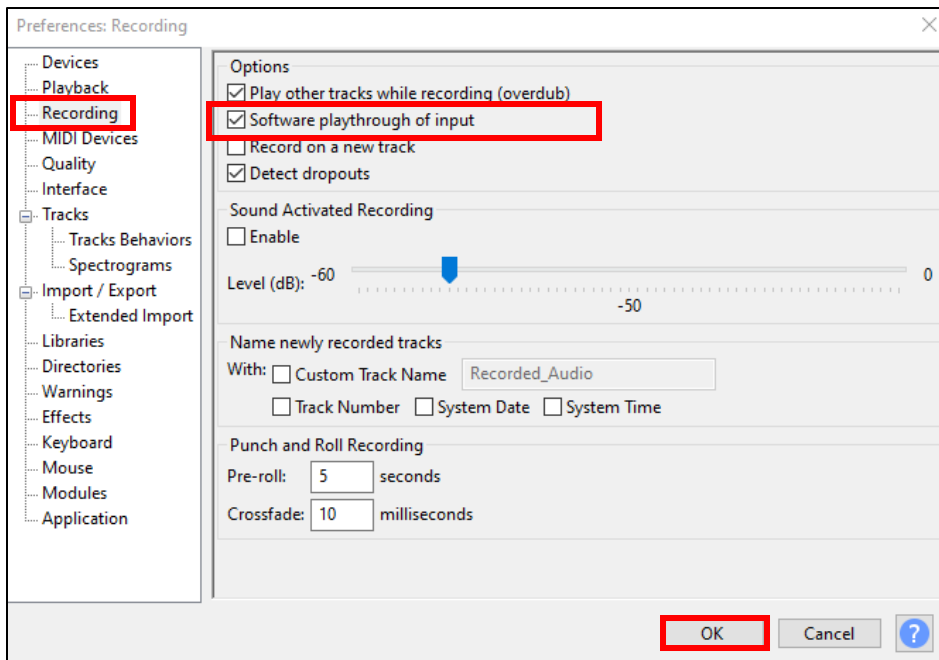 Preferences: Recording
Devices
Playback
Recording
MIDI Devices
Quality
Interface
Tracks
Tracks Behaviors
Spectrograms
Import / Export
Extended Import
Libraries
Directories
Warnings
Effects
Keyboard
Mouse
Modules
Application
Options
Play other tracks while recording (overdub)
Software playthrough of input
Record on a new track
Detect dropouts
Sound Activated Recording
Enable
Level (dB): -60 0
-50
Name newly recorded tracks
With: Custom Track Name Recorded_Audio
Track Number System Date System Time
Punch and Roll Recording
Pre-roll: 5 seconds
Crossfade: 10 milliseconds
OK Cancel ?